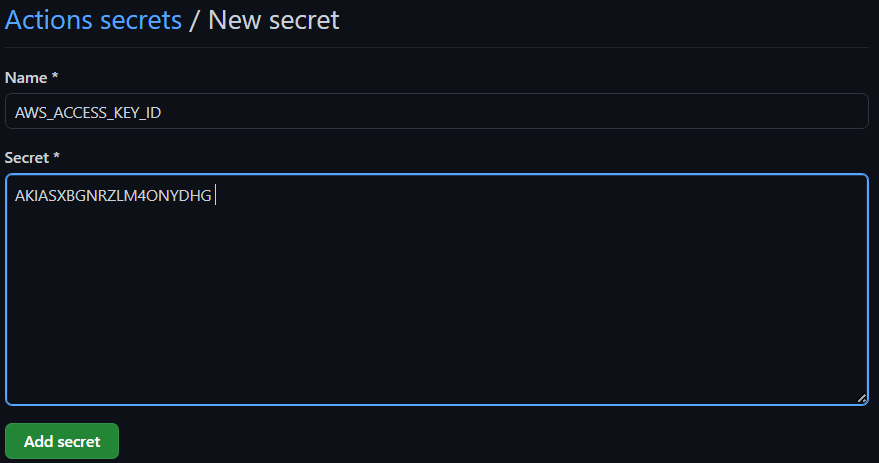 Actions secrets / New secret
Name *
AWS_ACCESS_KEY_ID
Secret *
AKIASXBGNRZLM4ONYDHG
Add secret